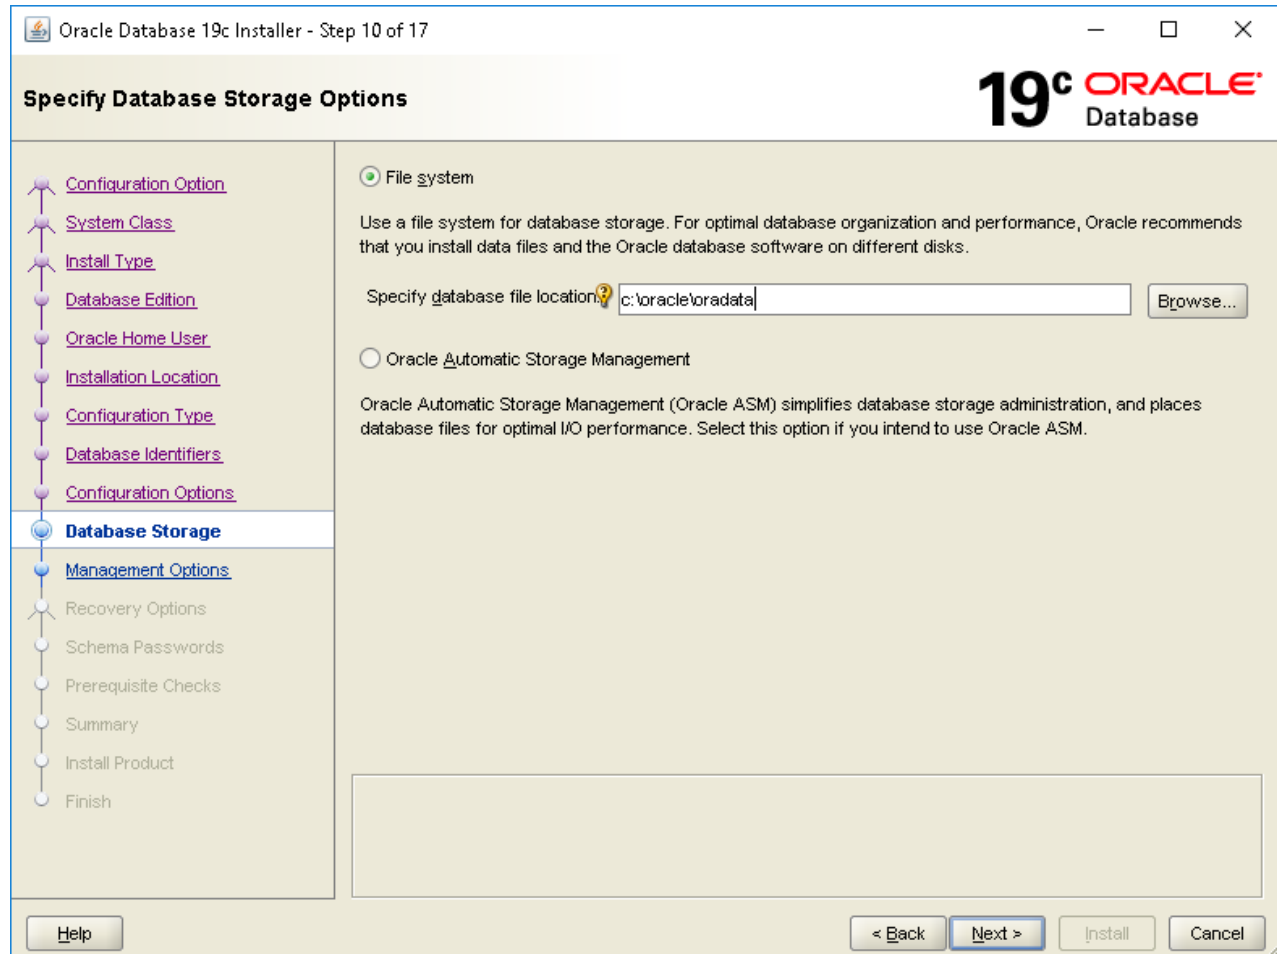 Oracle Database 19c Installer - Step 10 of 17
Specify Database Storage Options
19c ORACLE
Database
Configuration Option
System Class
Install Type
Database Edition
Oracle Home User
Installation Location
Configuration Type
Database Identifiers
Configuration Options
Database Storage
Management Options
Recovery Options
Schema Passwords
Prerequisite Checks
Summary
Install Product
Finish
File system
Use a file system for database storage. For optimal database organization and performance, Oracle recommends
that you install data files and the Oracle database software on different disks.
Specify database file location: c:\oracle\oradata Browse...
Oracle Automatic Storage Management
Oracle Automatic Storage Management (Oracle ASM) simplifies database storage administration, and places
database files for optimal I/O performance. Select this option if you intend to use Oracle ASM.
Help < Back Next > Install Cancel